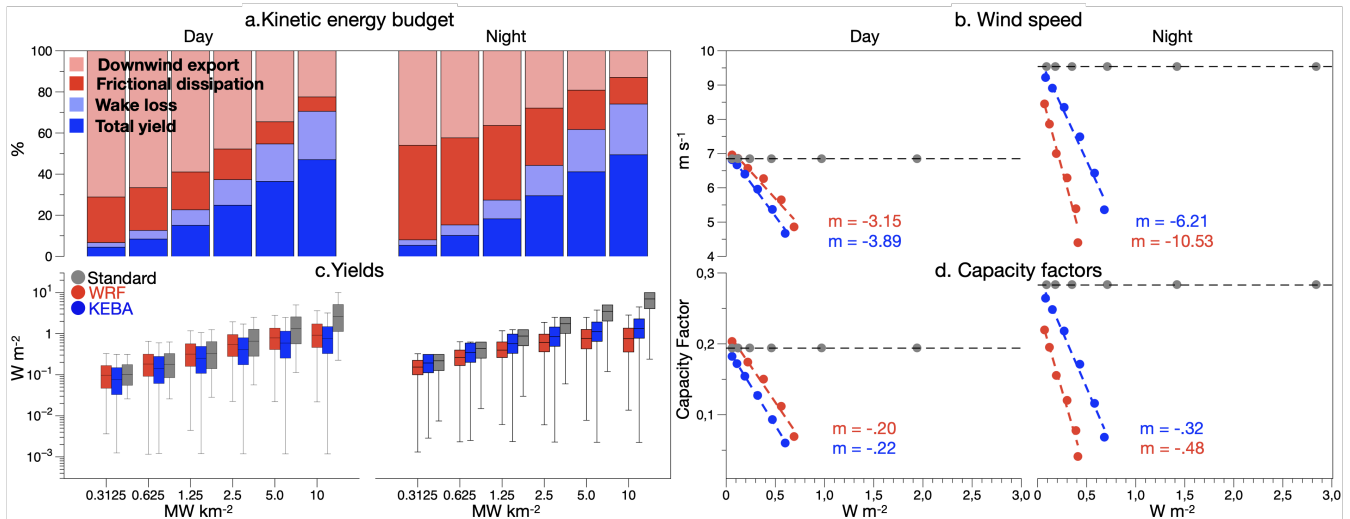 a.Kinetic energy budget
Day
Night
100
80
60
40
20
0
%
Downwind export
Frictional dissipation
Wake loss
Total yield
b. Wind speed
Day
Night
10
9
8
7
6
5
4
m s-1
m = -3.15
m = -3.89
m = -6.21
m = -10.53
c.Yields
Standard
WRF
KEBA
10¹
1
10⁻¹
10⁻²
10⁻³
W m-2
0.3125 0.625 1.25 2.5 5.0 10
MW km-2
0.3125 0.625 1.25 2.5 5.0 10
MW km-2
d. Capacity factors
0,3
0,2
0,1
Capacity Factor
m = -.20
m = -.22
m = -.32
m = -.48
0 0,5 1,0 1,5 2,0 2,5 3,0
W m-2
0 0,5 1,0 1,5 2,0 2,5 3,0
W m-2